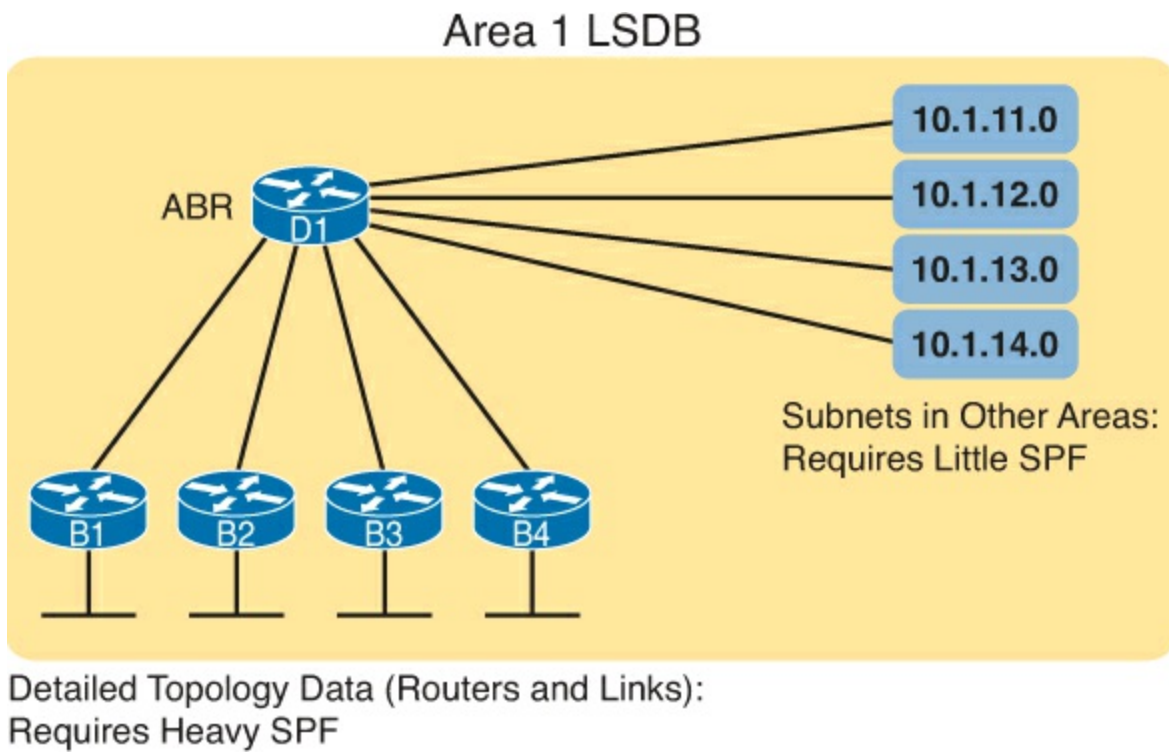 Area 1 LSDB
10.1.11.0
10.1.12.0
ABR
D1
10.1.13.0
10.1.14.0
Subnets in Other Areas:
Requires Little SPF
B1
B2
B3
B4
Detailed Topology Data (Routers and Links):
Requires Heavy SPF